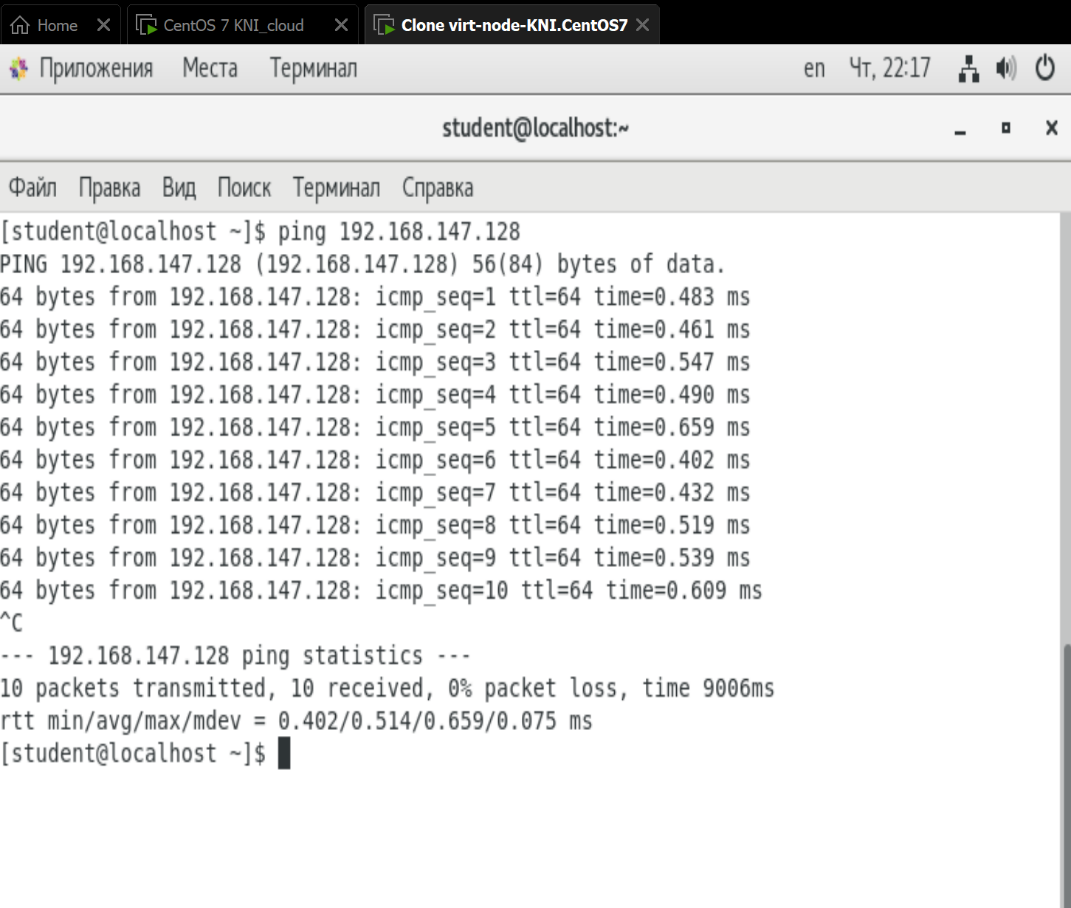 Home CentOS 7 KNI_cloud Clone virt-node-KNI.CentOS7
Приложения Места Терминал en Чт, 22:17
student@localhost:~
Файл Правка Вид Поиск Терминал Справка
[student@localhost ~]$ ping 192.168.147.128
PING 192.168.147.128 (192.168.147.128) 56(84) bytes of data.
64 bytes from 192.168.147.128: icmp_seq=1 ttl=64 time=0.483 ms
64 bytes from 192.168.147.128: icmp_seq=2 ttl=64 time=0.461 ms
64 bytes from 192.168.147.128: icmp_seq=3 ttl=64 time=0.547 ms
64 bytes from 192.168.147.128: icmp_seq=4 ttl=64 time=0.490 ms
64 bytes from 192.168.147.128: icmp_seq=5 ttl=64 time=0.659 ms
64 bytes from 192.168.147.128: icmp_seq=6 ttl=64 time=0.402 ms
64 bytes from 192.168.147.128: icmp_seq=7 ttl=64 time=0.432 ms
64 bytes from 192.168.147.128: icmp_seq=8 ttl=64 time=0.519 ms
64 bytes from 192.168.147.128: icmp_seq=9 ttl=64 time=0.539 ms
64 bytes from 192.168.147.128: icmp_seq=10 ttl=64 time=0.609 ms
^C
--- 192.168.147.128 ping statistics ---
10 packets transmitted, 10 received, 0% packet loss, time 9006ms
rtt min/avg/max/mdev = 0.402/0.514/0.659/0.075 ms
[student@localhost ~]$